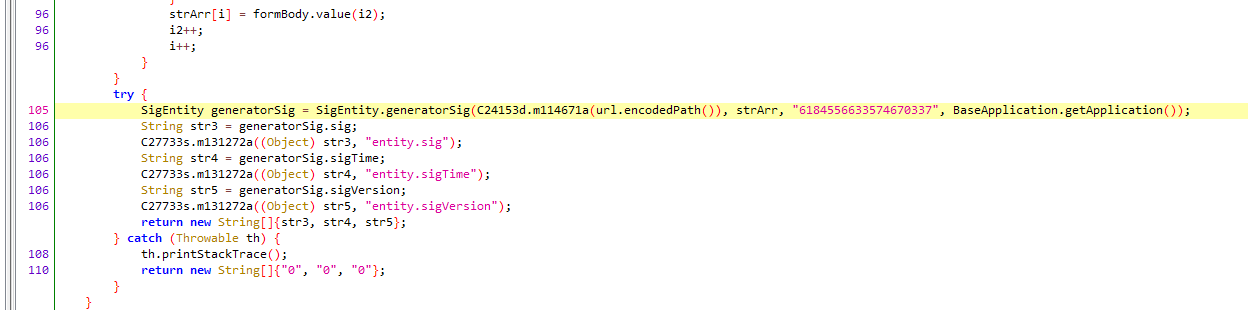 }
96 strArr[i] = formBody.value(i2);
96 i2++;
96 i++;
}
}
try {
105 SigEntity generatorSig = SigEntity.generatorSig(C24153d.m114671a(url.encodedPath()), strArr, "6184556633574670337", BaseApplication.getApplication());
106 String str3 = generatorSig.sig;
106 C27733s.m131272a((Object) str3, "entity.sig");
106 String str4 = generatorSig.sigTime;
106 C27733s.m131272a((Object) str4, "entity.sigTime");
106 String str5 = generatorSig.sigVersion;
106 C27733s.m131272a((Object) str5, "entity.sigVersion");
return new String[]{str3, str4, str5};
} catch (Throwable th) {
108 th.printStackTrace();
110 return new String[]{"0", "0", "0"};
}
}